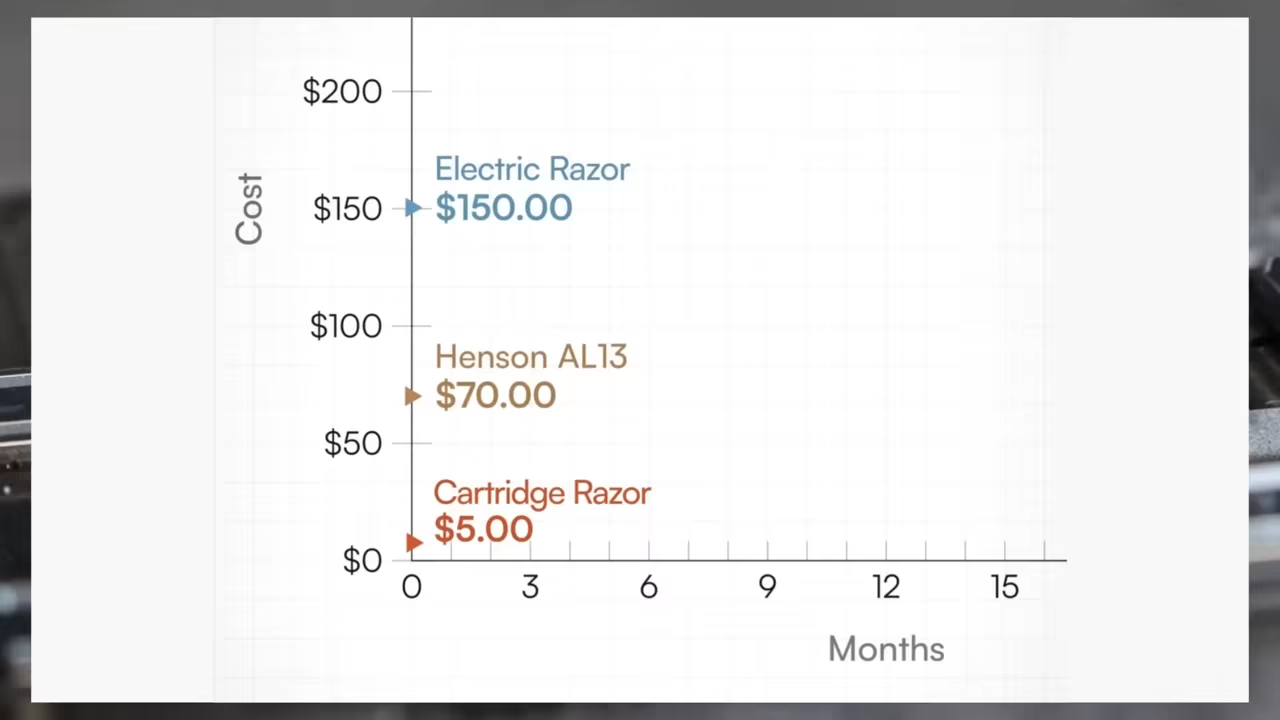 $200
Electric Razor
$150
$150.00
Cost
$100
Henson AL13
$70.00
$50
Cartridge Razor
$5.00
$0
0 3 6 9 12 15
Months